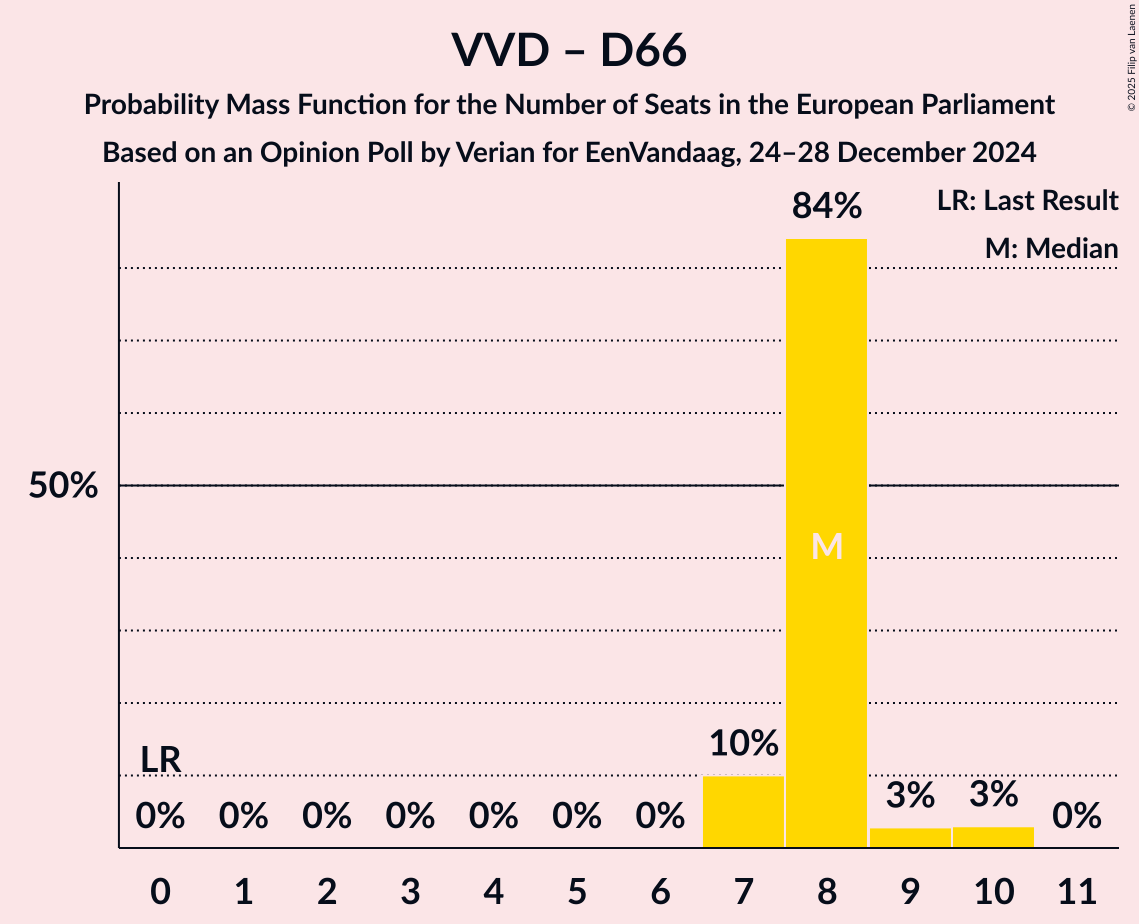 VVD – D66
Probability Mass Function for the Number of Seats in the European Parliament
Based on an Opinion Poll by Verian for EenVandaag, 24–28 December 2024
© 2025 Filip van Laenen
LR: Last Result
M: Median
84%
50%
M
LR
10%
0% 0% 0% 0% 0% 0% 0% 3% 3% 0%
0 1 2 3 4 5 6 7 8 9 10 11